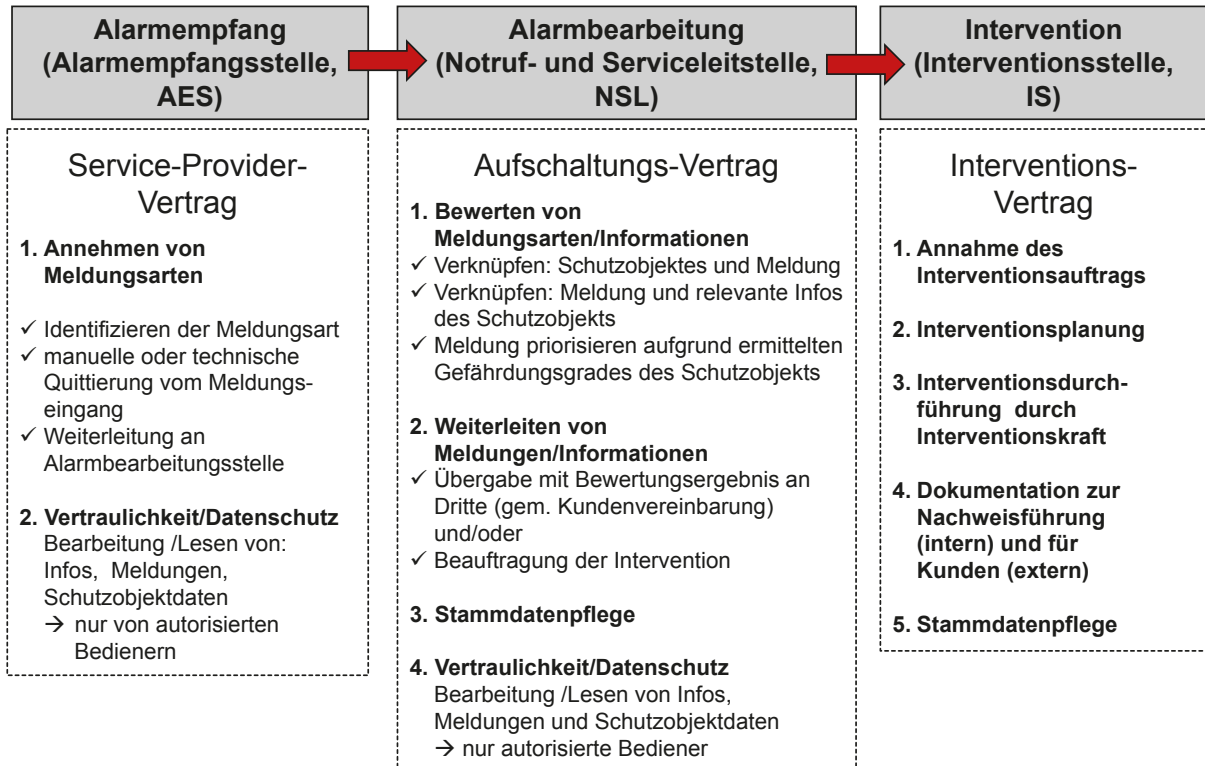 Alarmempfang
(Alarmempfangsstelle,
AES)
Alarmbearbeitung
(Notruf- und Serviceleitstelle,
NSL)
Intervention
(Interventionsstelle,
IS)
Service-Provider-
Vertrag
1. Annehmen von
Meldungsarten
✓ Identifizieren der Meldungsart
✓ manuelle oder technische
Quittierung vom Meldungs-
eingang
✓ Weiterleitung an
Alarmbearbeitungsstelle
2. Vertraulichkeit/Datenschutz
Bearbeitung /Lesen von:
Infos, Meldungen,
Schutzobjektdaten
→ nur von autorisierten
Bedienern
Aufschaltungs-Vertrag
1. Bewerten von
Meldungsarten/Informationen
✓ Verknüpfen: Schutzobjektes und Meldung
✓ Verknüpfen: Meldung und relevante Infos
des Schutzobjekts
✓ Meldung priorisieren aufgrund ermittelten
Gefährdungsgrades des Schutzobjekts
2. Weiterleiten von
Meldungen/Informationen
✓ Übergabe mit Bewertungsergebnis an
Dritte (gem. Kundenvereinbarung)
und/oder
✓ Beauftragung der Intervention
3. Stammdatenpflege
4. Vertraulichkeit/Datenschutz
Bearbeitung /Lesen von Infos,
Meldungen und Schutzobjektdaten
→ nur autorisierte Bediener
Interventions-
Vertrag
1. Annahme des
Interventionsauftrags
2. Interventionsplanung
3. Interventionsdurch-
führung durch
Interventionskraft
4. Dokumentation zur
Nachweisführung
(intern) und für
Kunden (extern)
5. Stammdatenpflege